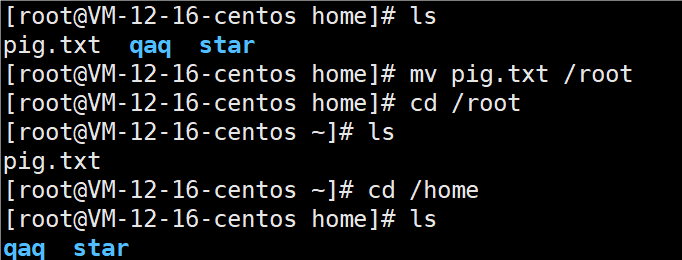 [root@VM-12-16-centos home]# ls
pig.txt  qaq  star
[root@VM-12-16-centos home]# mv pig.txt /root
[root@VM-12-16-centos home]# cd /root
[root@VM-12-16-centos ~]# ls
pig.txt
[root@VM-12-16-centos ~]# cd /home
[root@VM-12-16-centos home]# ls
qaq  star